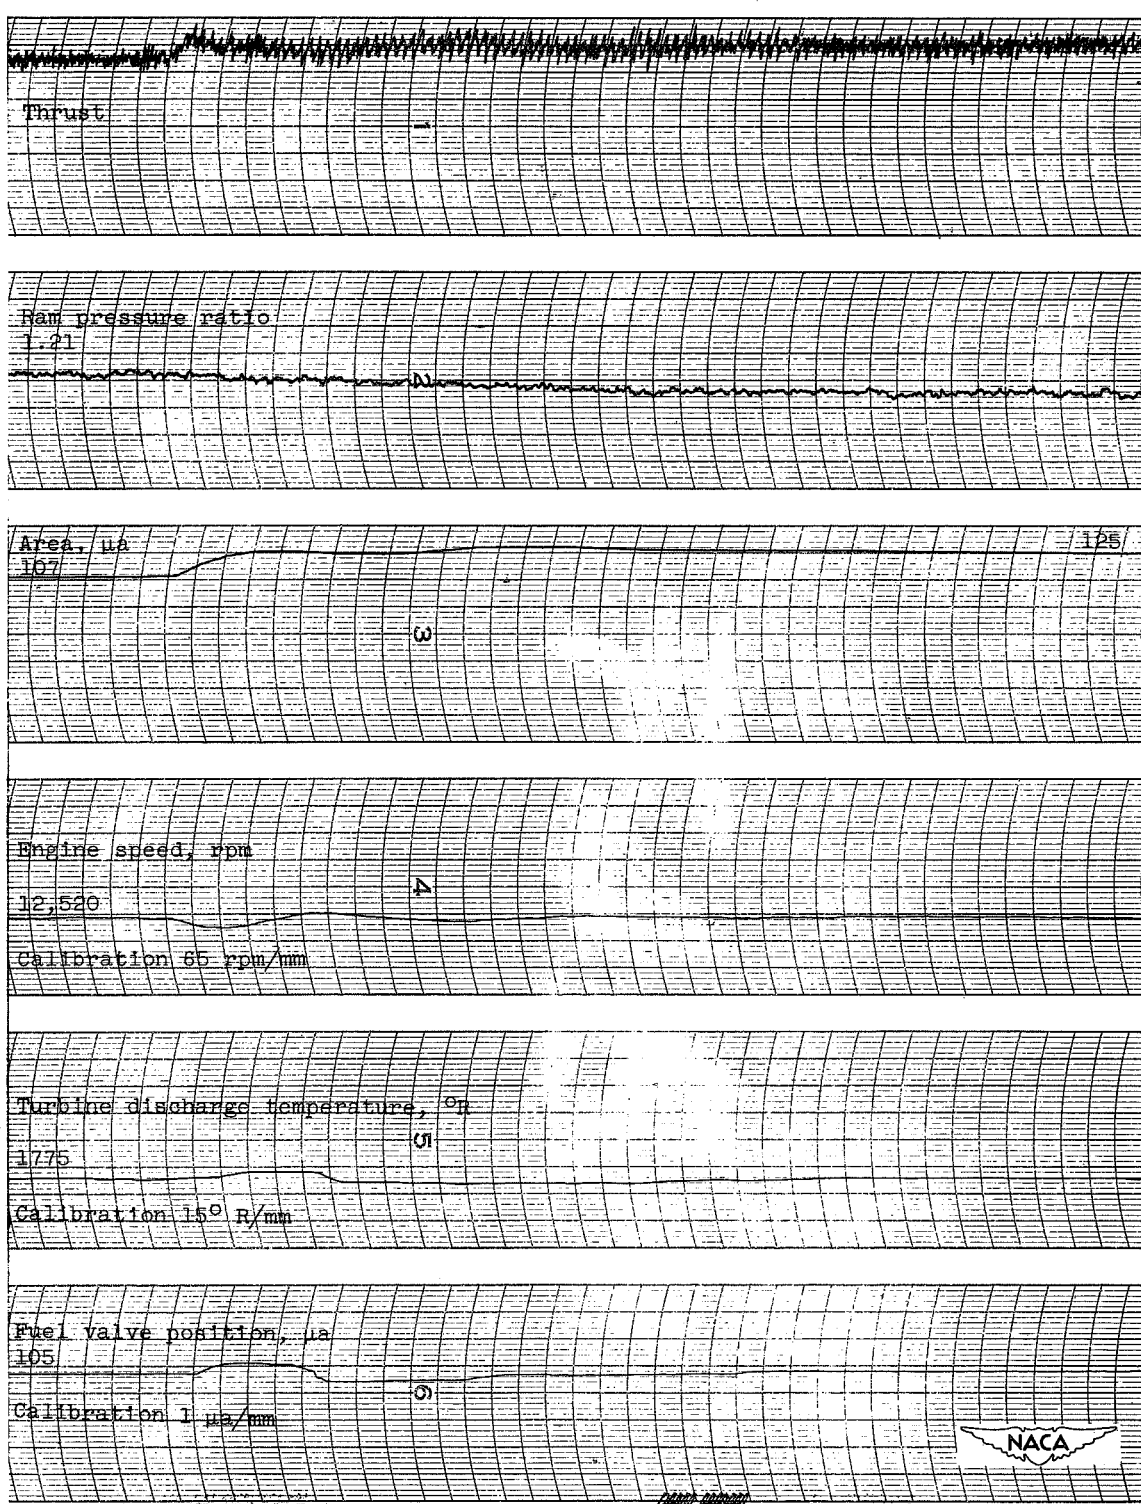 Thrust
1
Ram pressure ratio
1.21
2
Area, μa
107
125
3
Engine speed, rpm
12,520
4
Calibration 65 rpm/mm
Turbine discharge temperature, °R
5
1775
Calibration 15° R/mm
Fuel valve position, μa
105
6
Calibration 1 μa/mm
NACA